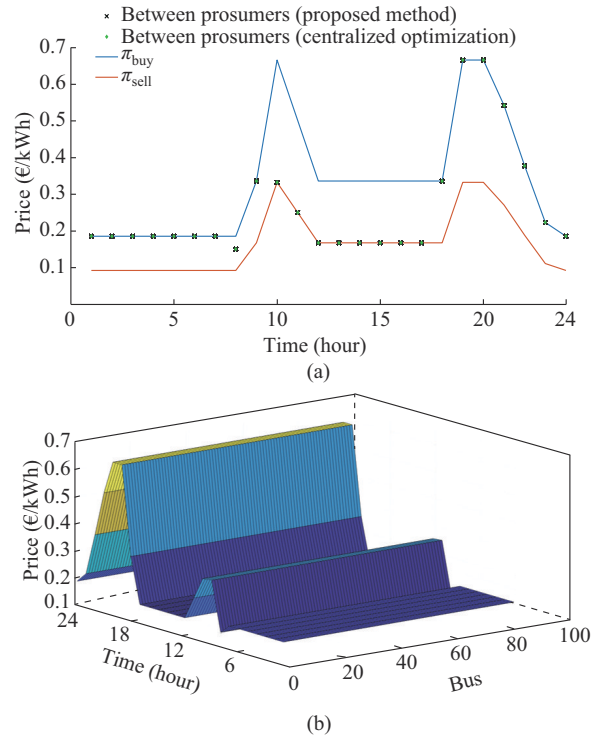 Between prosumers (proposed method)
Between prosumers (centralized optimization)
π_buy
π_sell
Price (€/kWh)
0.7
0.6
0.5
0.4
0.3
0.2
0.1
0 5 10 15 20 24
Time (hour)
(a)
Price (€/kWh)
0.7
0.6
0.5
0.4
0.3
0.2
0.1
24 18 12 6
Time (hour)
0 20 40 60 80 100
Bus
(b)